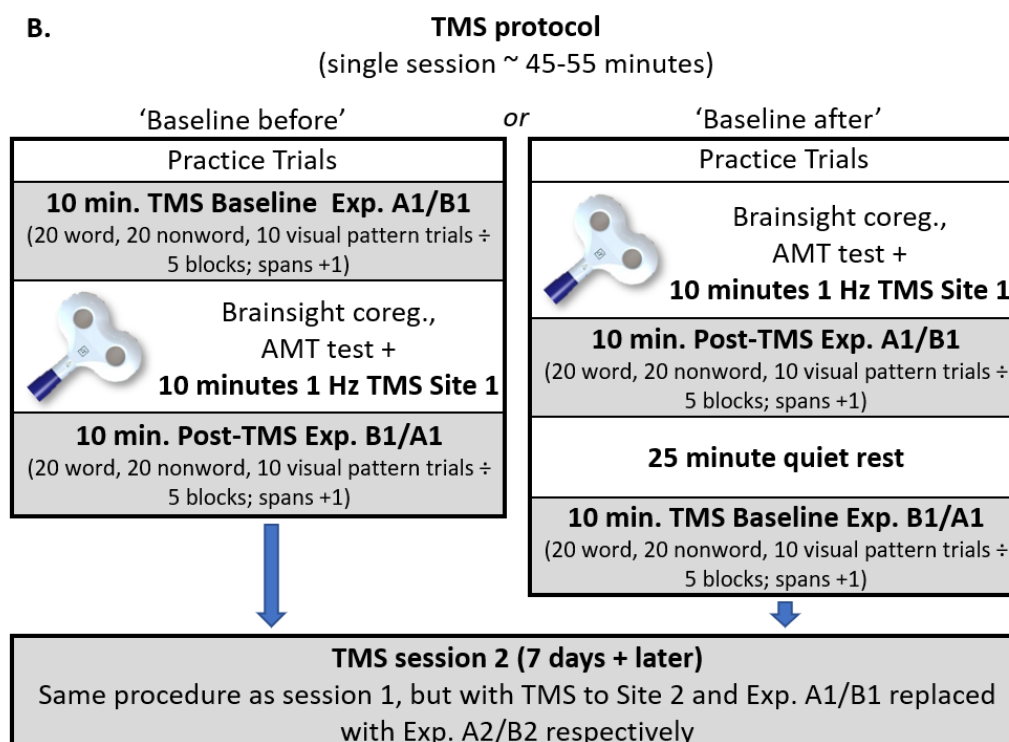 B.
TMS protocol
(single session ~ 45-55 minutes)
‘Baseline before’
or
‘Baseline after’
Practice Trials
10 min. TMS Baseline  Exp. A1/B1
(20 word, 20 nonword, 10 visual pattern trials ÷
5 blocks; spans +1)
Brainsight coreg.,
AMT test +
10 minutes 1 Hz TMS Site 1
10 min. Post-TMS Exp. B1/A1
(20 word, 20 nonword, 10 visual pattern trials ÷
5 blocks; spans +1)
Practice Trials
Brainsight coreg.,
AMT test +
10 minutes 1 Hz TMS Site 1
10 min. Post-TMS Exp. A1/B1
(20 word, 20 nonword, 10 visual pattern trials ÷
5 blocks; spans +1)
25 minute quiet rest
10 min. TMS Baseline Exp. B1/A1
(20 word, 20 nonword, 10 visual pattern trials ÷
5 blocks; spans +1)
TMS session 2 (7 days + later)
Same procedure as session 1, but with TMS to Site 2 and Exp. A1/B1 replaced
with Exp. A2/B2 respectively